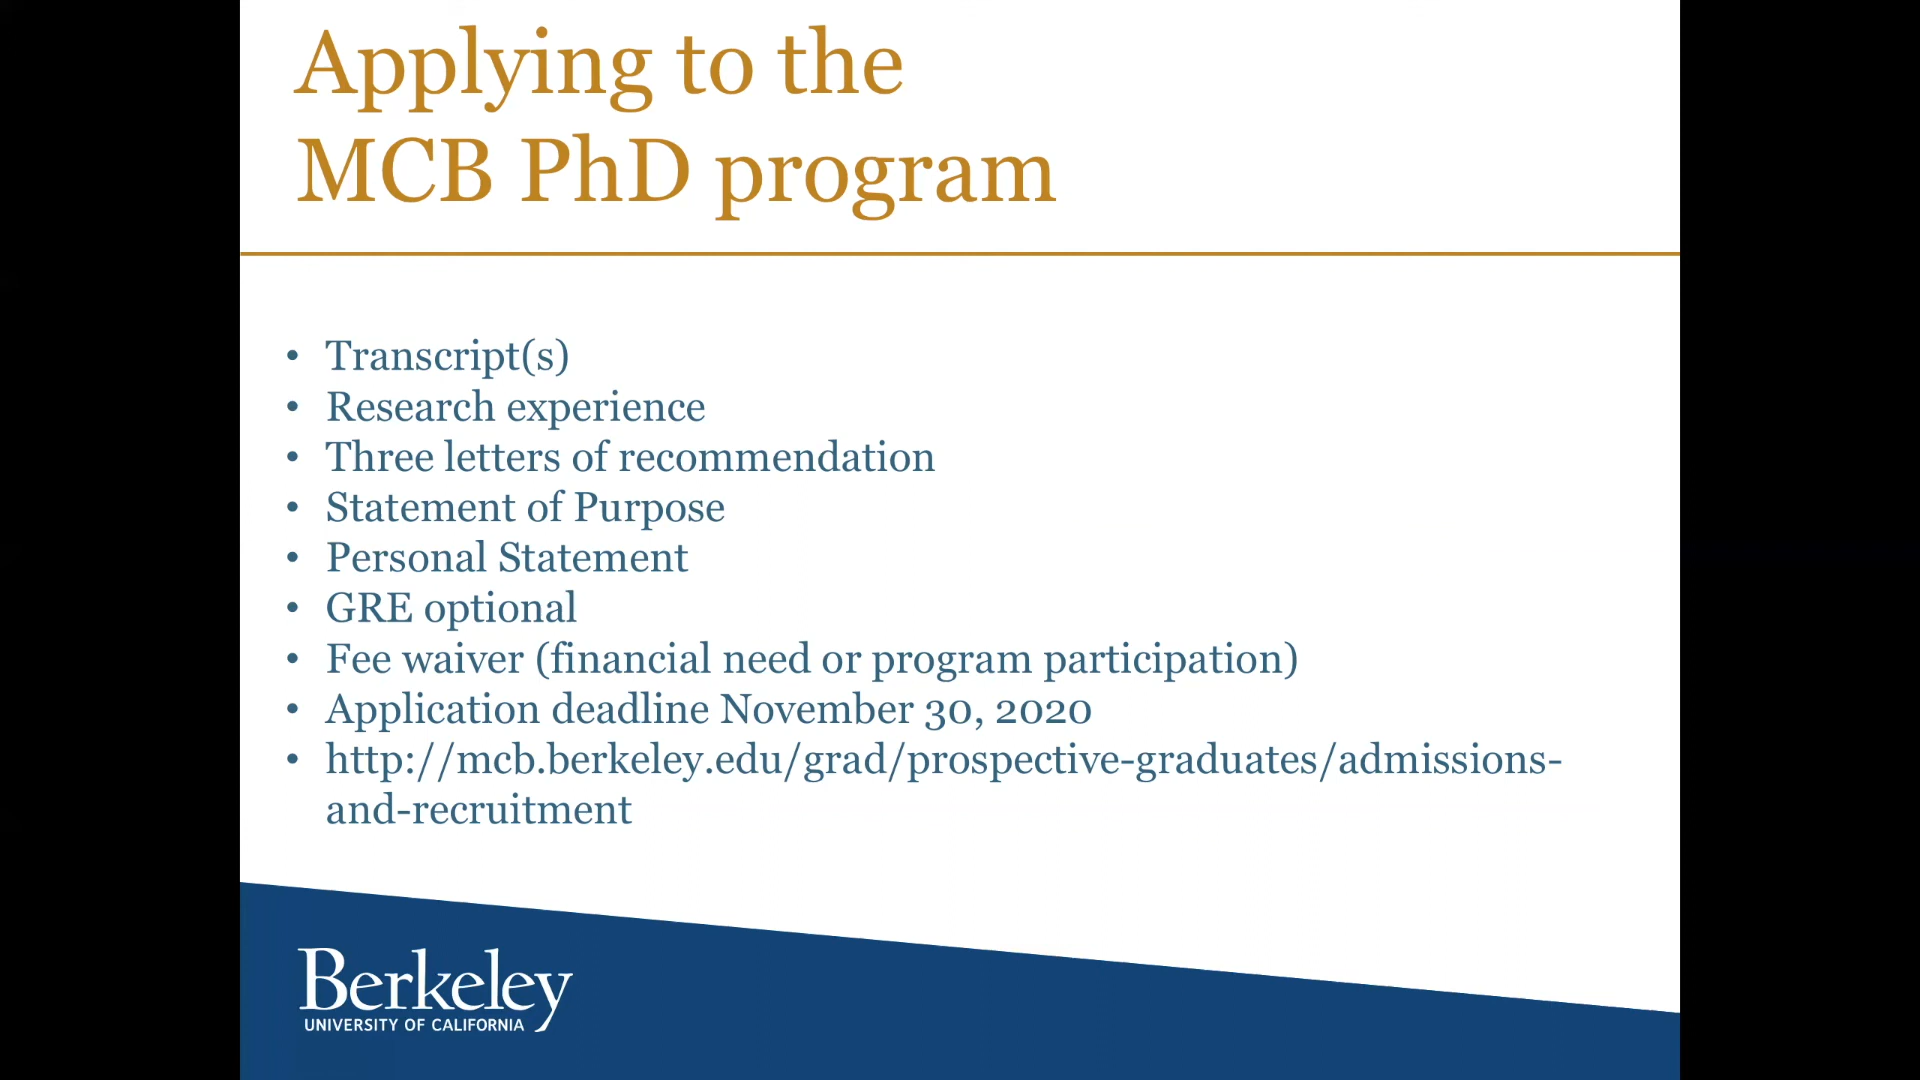 Applying to the
MCB PhD program
• Transcript(s)
• Research experience
• Three letters of recommendation
• Statement of Purpose
• Personal Statement
• GRE optional
• Fee waiver (financial need or program participation)
• Application deadline November 30, 2020
• http://mcb.berkeley.edu/grad/prospective-graduates/admissions-
and-recruitment
Berkeley
UNIVERSITY OF CALIFORNIA